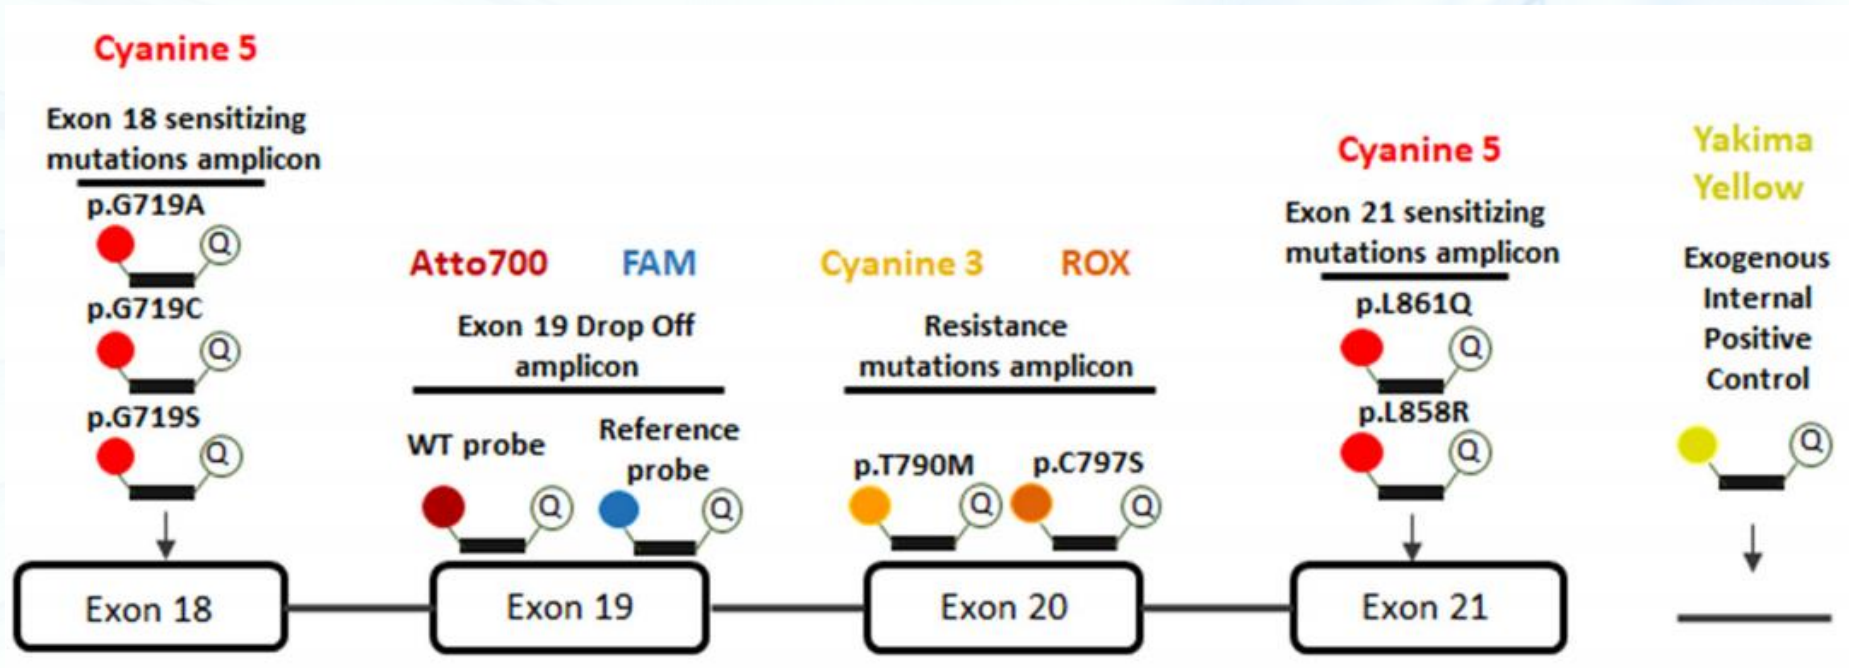 Cyanine 5
Exon 18 sensitizing
mutations amplicon
p.G719A
Q
p.G719C
Q
p.G719S
Q
Exon 18
Atto700
FAM
Exon 19 Drop Off
amplicon
WT probe
Reference
probe
Q
Q
Exon 19
Cyanine 3
ROX
Resistance
mutations amplicon
p.T790M
p.C797S
Q
Q
Exon 20
Cyanine 5
Exon 21 sensitizing
mutations amplicon
p.L861Q
Q
p.L858R
Q
Exon 21
Yakima
Yellow
Exogenous
Internal
Positive
Control
Q